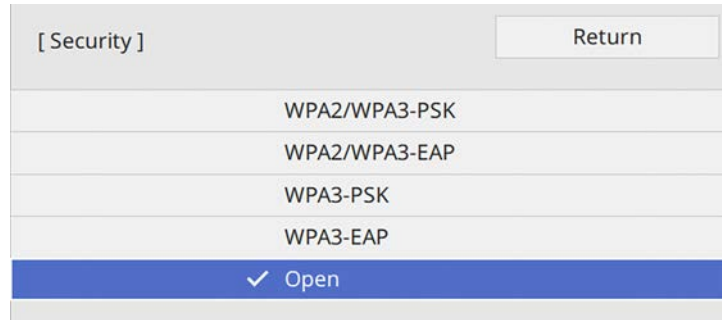 [ Security ]
Return
WPA2/WPA3-PSK
WPA2/WPA3-EAP
WPA3-PSK
WPA3-EAP
✓ Open